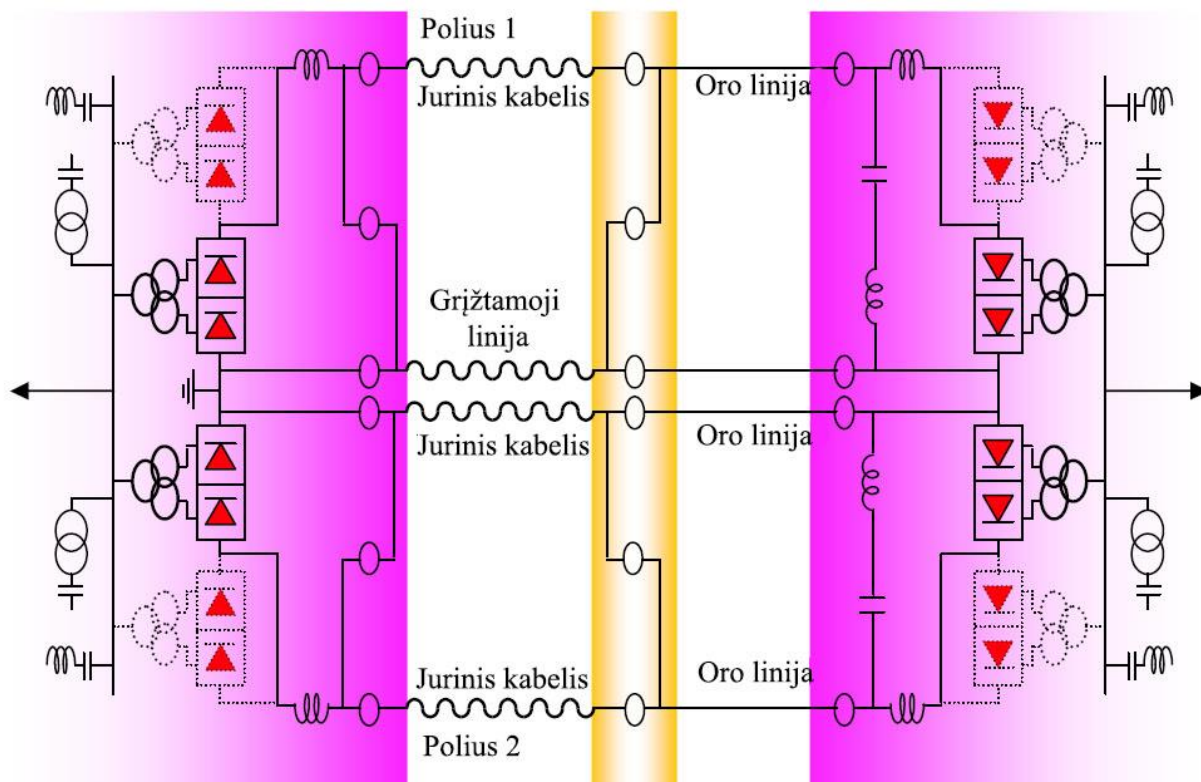 Polius 1
Jurinis kabelis
Oro linija
Grįžtamoji
linija
Jurinis kabelis
Oro linija
Jurinis kabelis
Oro linija
Polius 2